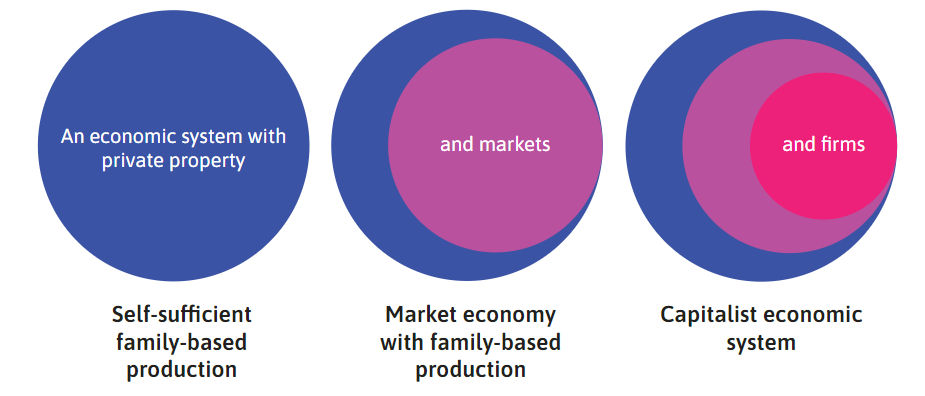 An economic system with
private property
and markets
and firms
Self-sufficient
family-based
production
Market economy
with family-based
production
Capitalist economic
system